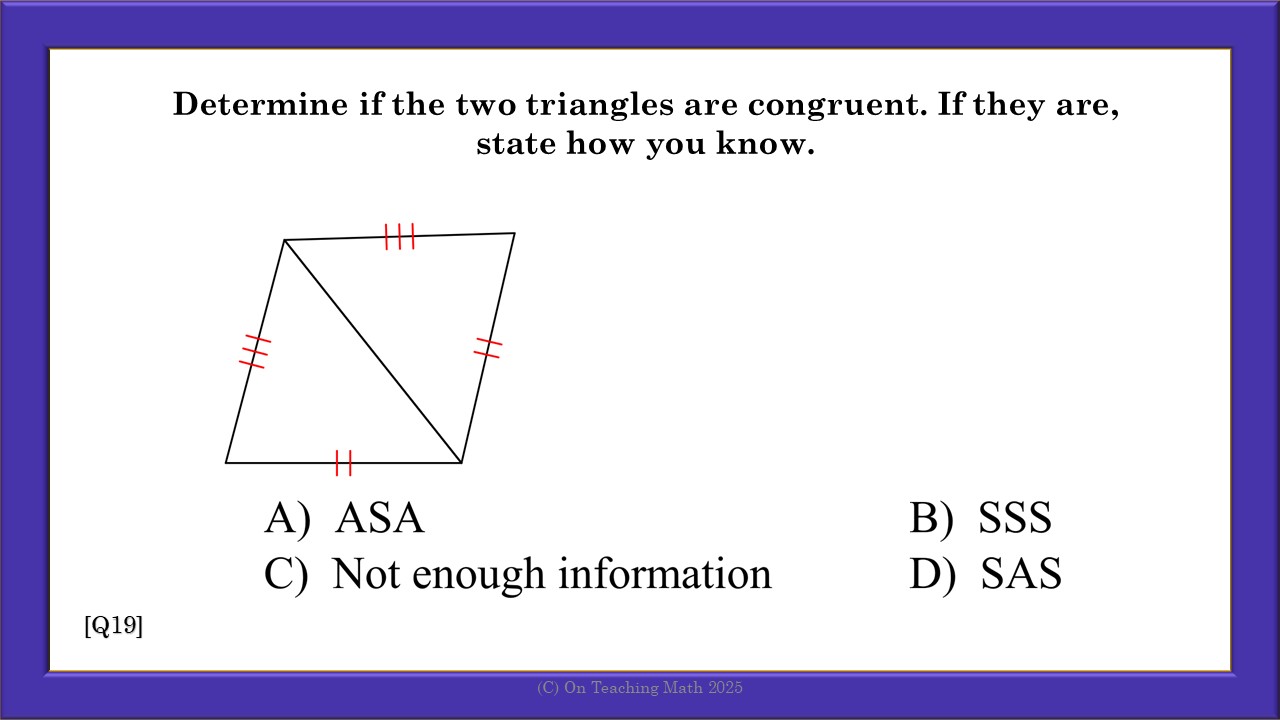 Determine if the two triangles are congruent. If they are,
state how you know.
A) ASA
B) SSS
C) Not enough information
D) SAS
[Q19]
(C) On Teaching Math 2025